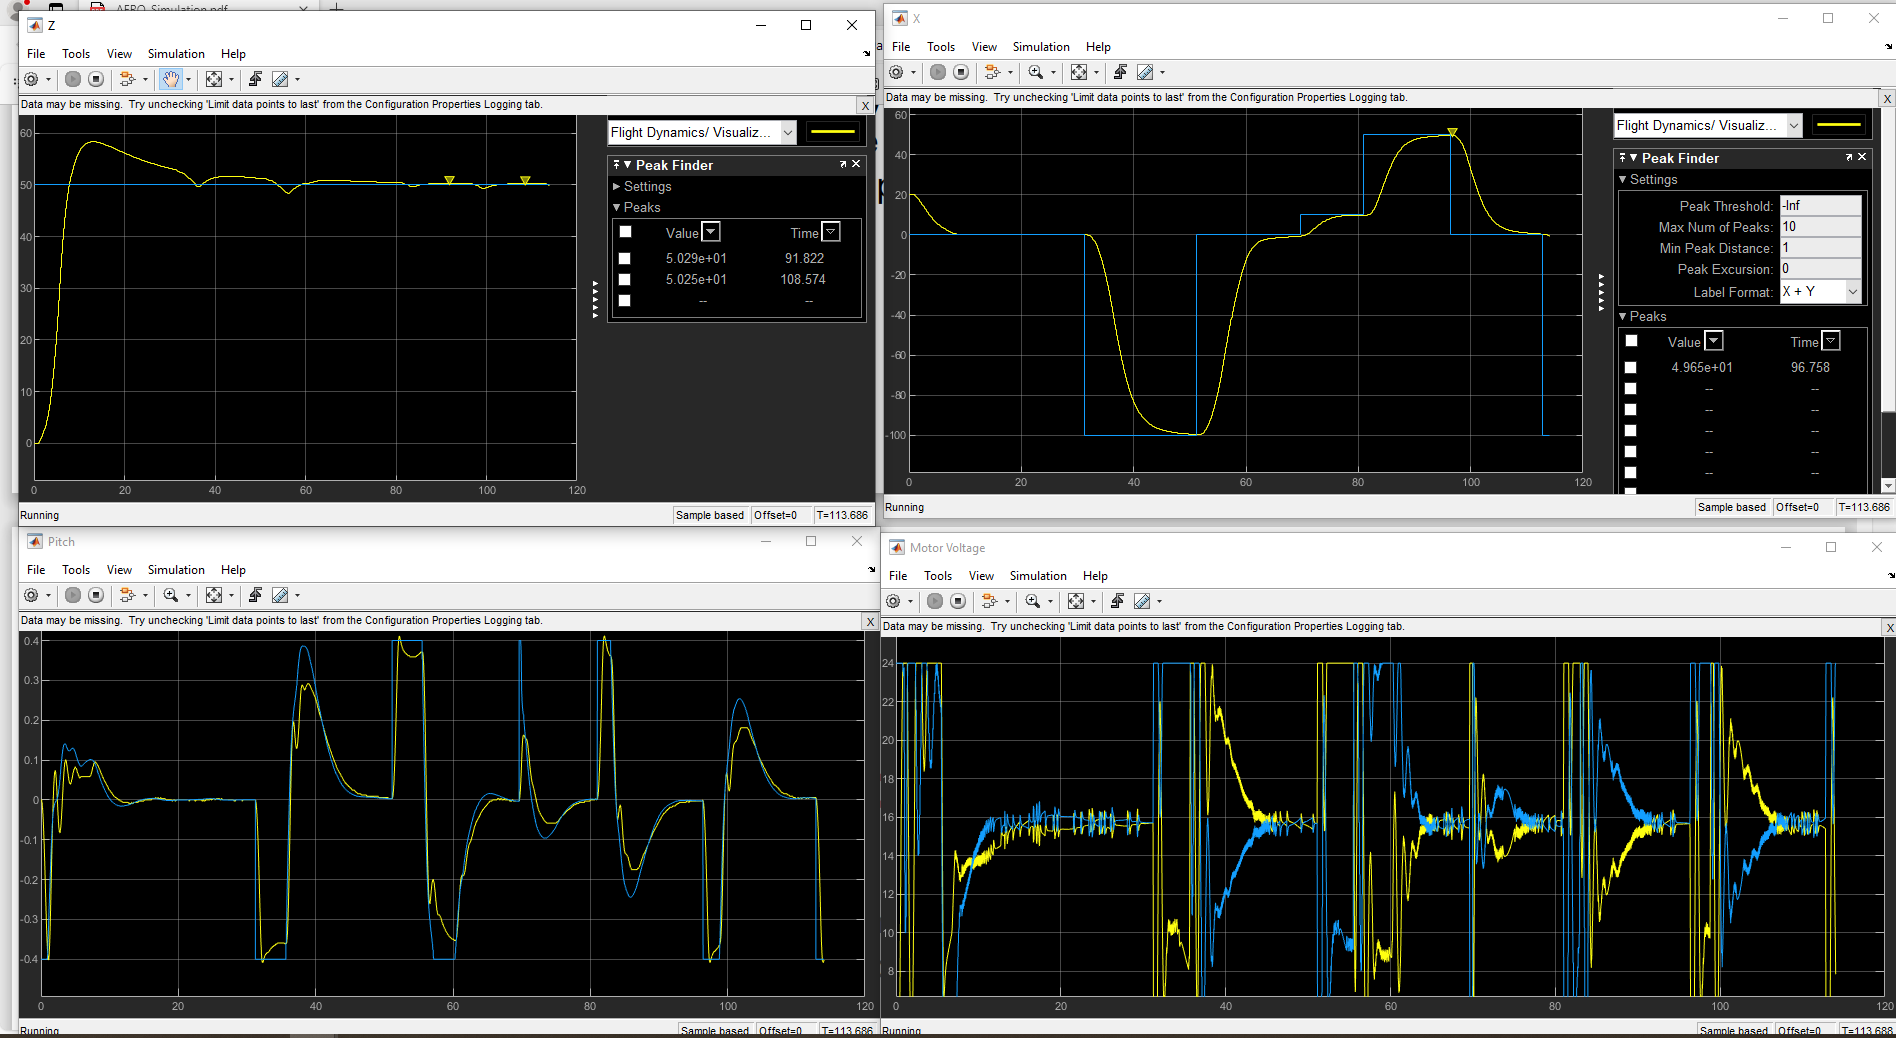 AERO_Simulation.pdf
Z
File Tools View Simulation Help
Data may be missing. Try unchecking 'Limit data points to last' from the Configuration Properties Logging tab. X
60
50
40
30
20
10
0
0 20 40 60 80 100 120
Flight Dynamics/ Visualiz...
Peak Finder
Settings
Peaks
Value Time
5.029e+01 91.822
5.025e+01 108.574
-- --
Running
Sample based Offset=0 T=113.686
X
File Tools View Simulation Help
Data may be missing. Try unchecking 'Limit data points to last' from the Configuration Properties Logging tab. X
60
40
20
0
-20
-40
-60
-80
-100
0 20 40 60 80 100 120
Flight Dynamics/ Visualiz...
Peak Finder
Settings
Peak Threshold: -Inf
Max Num of Peaks: 10
Min Peak Distance: 1
Peak Excursion: 0
Label Format: X + Y
Peaks
Value Time
4.965e+01 96.758
-- --
-- --
-- --
-- --
-- --
Running
Sample based Offset=0 T=113.686
Pitch
File Tools View Simulation Help
Data may be missing. Try unchecking 'Limit data points to last' from the Configuration Properties Logging tab. X
0.4
0.3
0.2
0.1
0
-0.1
-0.2
-0.3
-0.4
0 20 40 60 80 100 120
Running
Sample based Offset=0 T=113.686
Motor Voltage
File Tools View Simulation Help
Data may be missing. Try unchecking 'Limit data points to last' from the Configuration Properties Logging tab. X
24
22
20
18
16
14
12
10
8
0 20 40 60 80 100 120
Running
Sample based Offset=0 T=113.688